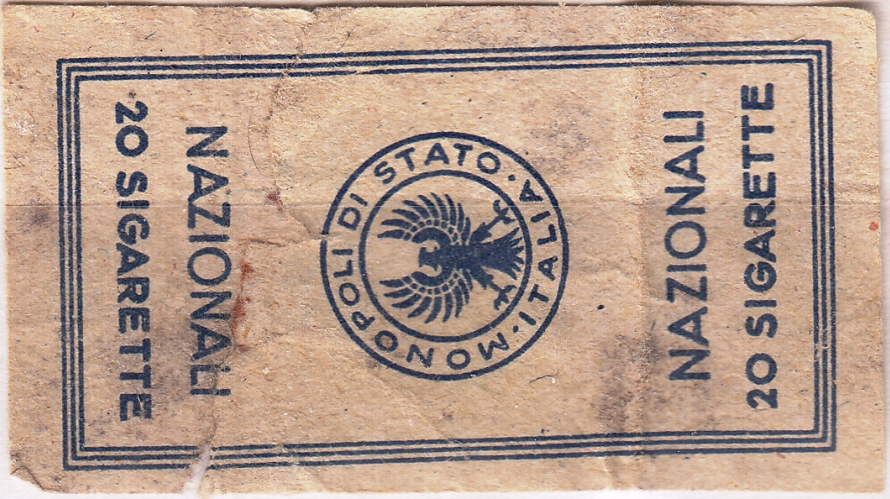 NAZIONALI
20 SIGARETTE
MONOPOLI DI STATO · ITALIA ·
NAZIONALI
20 SIGARETTE